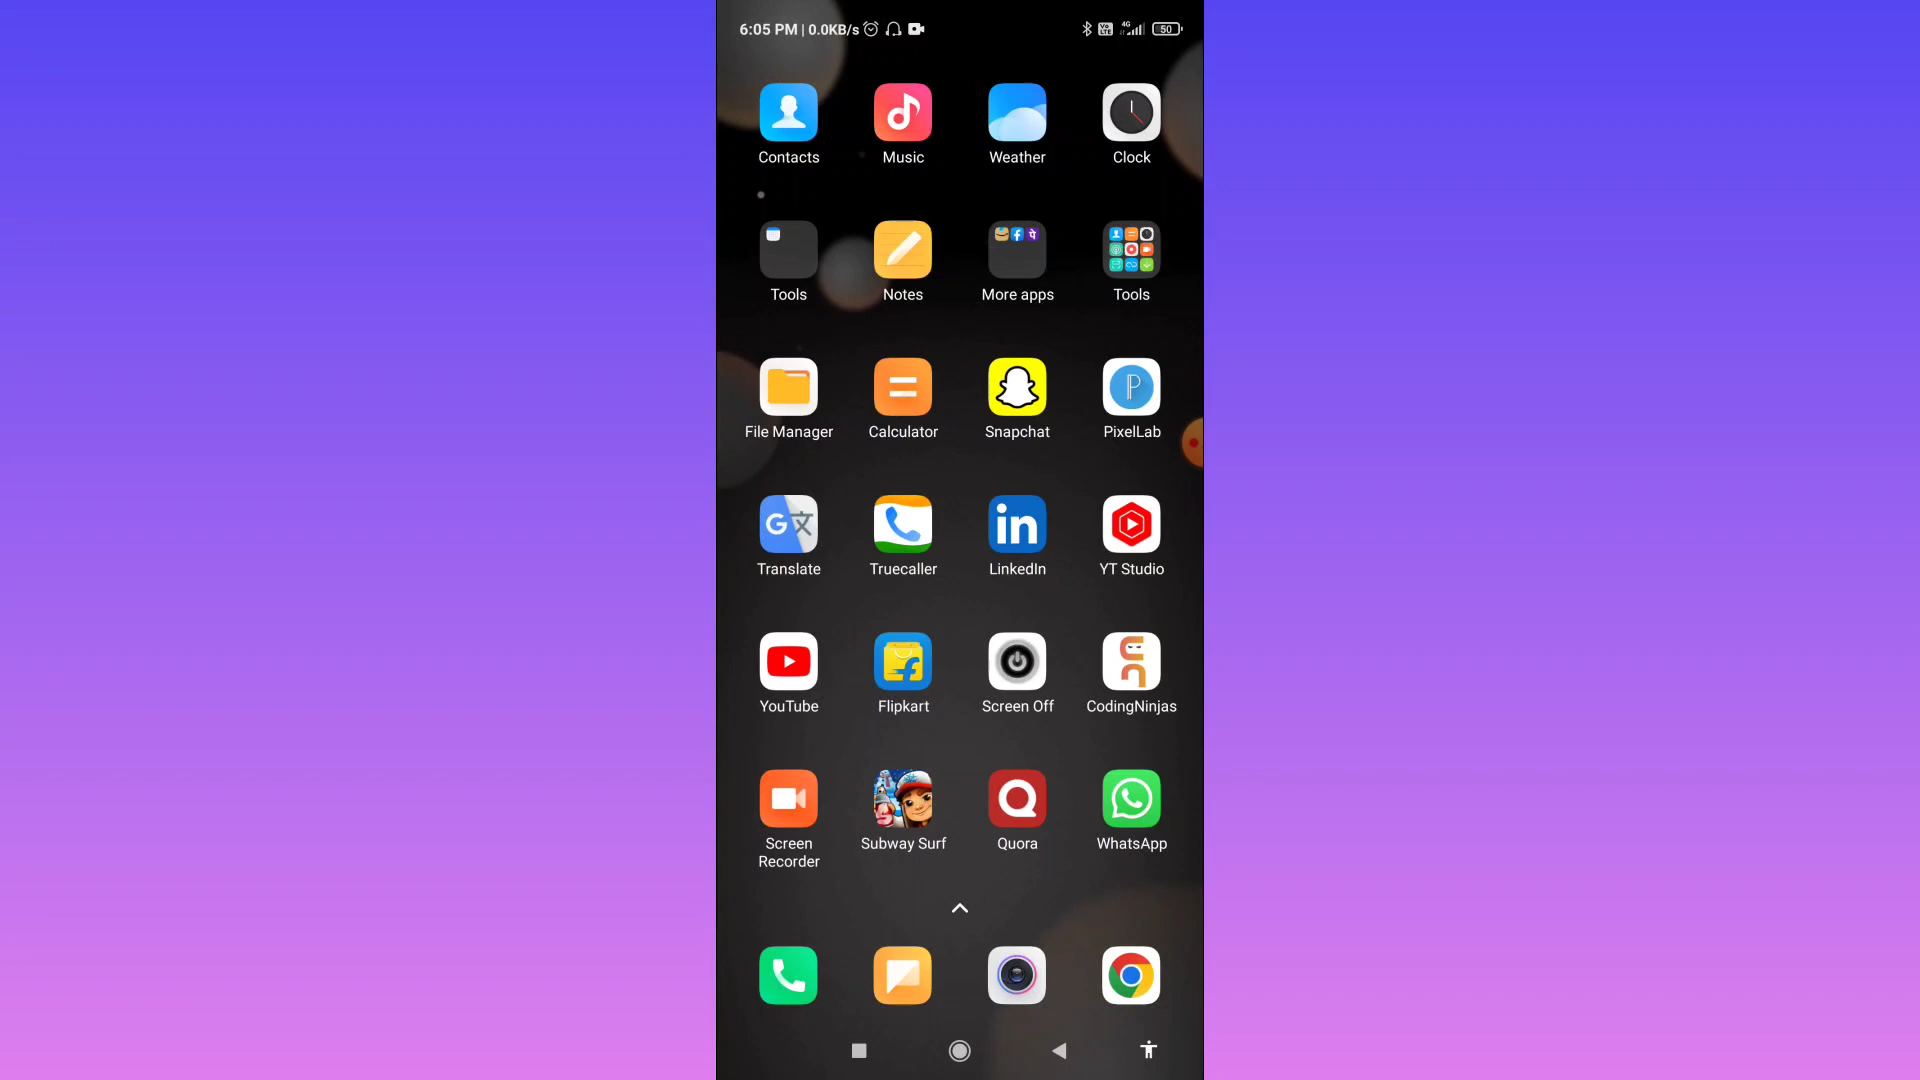 6:05 PM | 0.0KB/s 4G 50
Contacts Music Weather Clock
Tools Notes More apps Tools
File Manager Calculator Snapchat PixelLab
Translate Truecaller LinkedIn YT Studio
YouTube Flipkart Screen Off CodingNinjas
Screen Recorder Subway Surf Quora WhatsApp